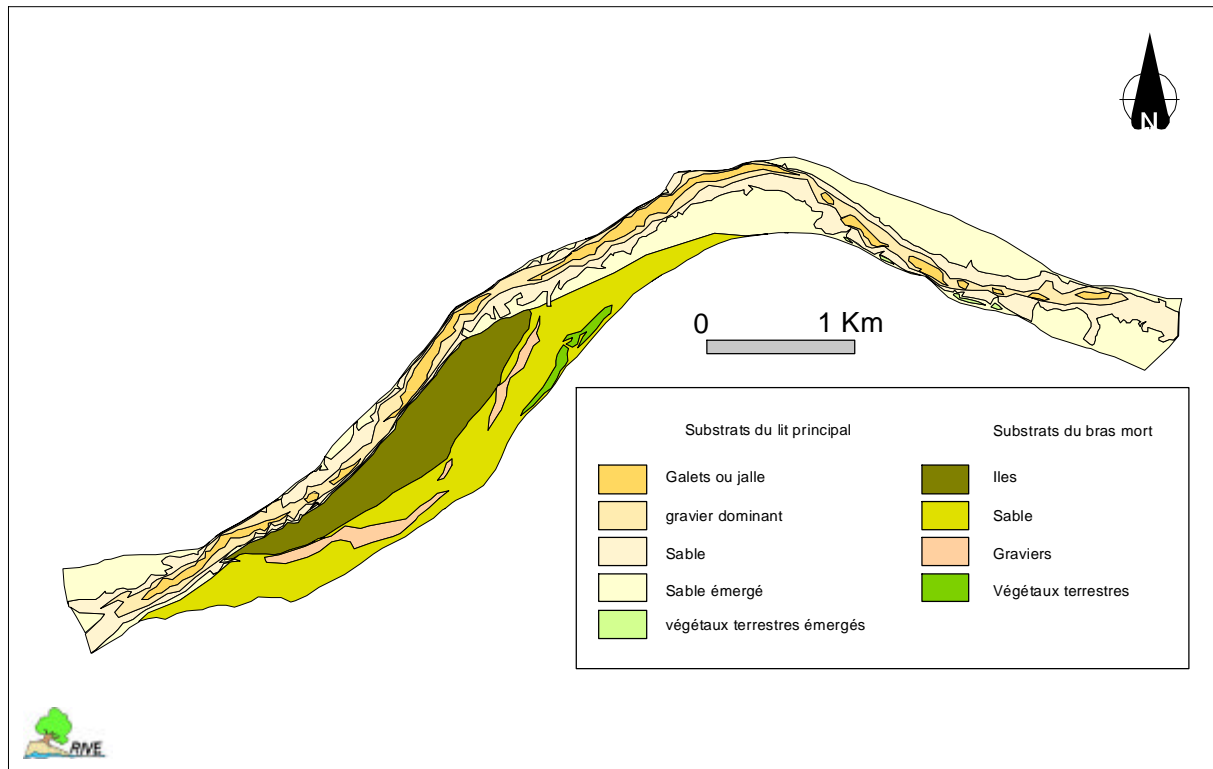 N
0 1 Km
Substrats du lit principal
Galets ou jalle
gravier dominant
Sable
Sable émergé
végétaux terrestres émergés
Substrats du bras mort
Iles
Sable
Graviers
Végétaux terrestres
RIVE